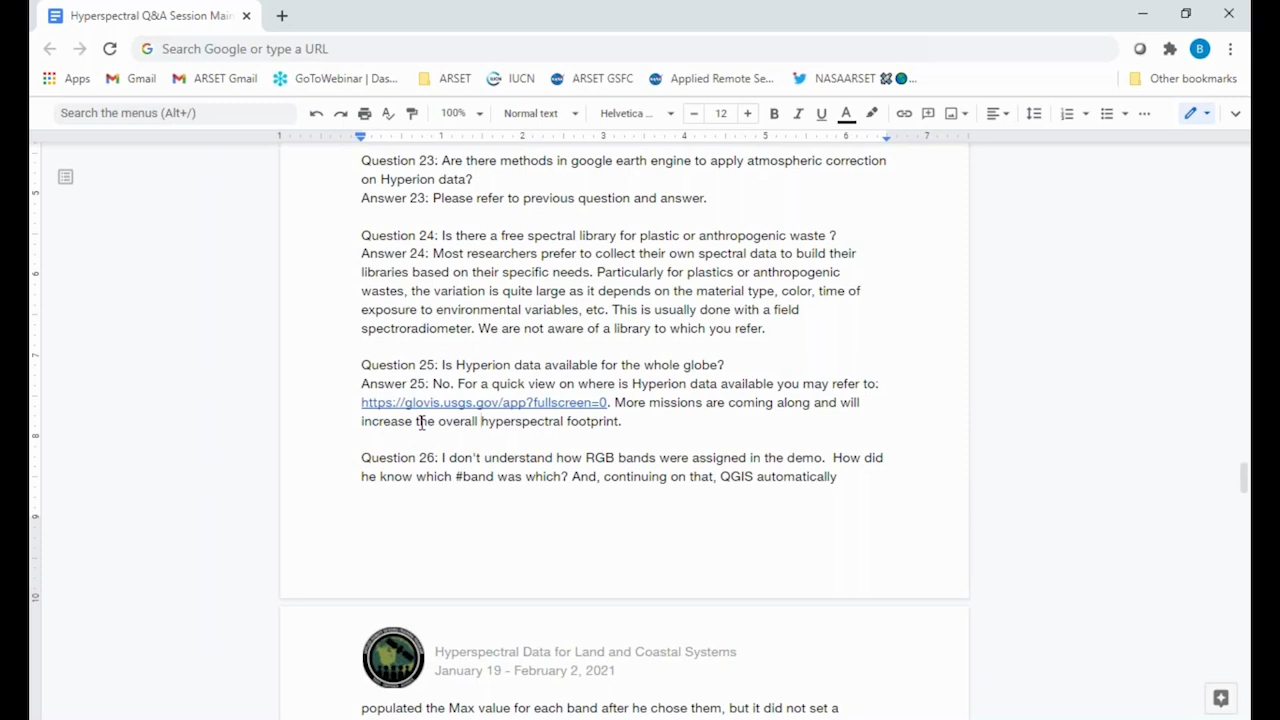 Hyperspectral Q&A Session Main
Search Google or type a URL
B
Apps
Gmail
ARSET Gmail
GoToWebinar | Das...
ARSET
IUCN
ARSET GSFC
Applied Remote Se...
NASAARSET
Other bookmarks
Search the menus (Alt+/)
100%
Normal text
Helvetica ...
12
B I U A
1 1 2 3 4 5 6 7
Question 23: Are there methods in google earth engine to apply atmospheric correction
on Hyperion data?
Answer 23: Please refer to previous question and answer.
Question 24: Is there a free spectral library for plastic or anthropogenic waste ?
Answer 24: Most researchers prefer to collect their own spectral data to build their
libraries based on their specific needs. Particularly for plastics or anthropogenic
wastes, the variation is quite large as it depends on the material type, color, time of
exposure to environmental variables, etc. This is usually done with a field
spectroradiometer. We are not aware of a library to which you refer.
Question 25: Is Hyperion data available for the whole globe?
Answer 25: No. For a quick view on where is Hyperion data available you may refer to:
https://glovis.usgs.gov/app?fullscreen=0. More missions are coming along and will
increase the overall hyperspectral footprint.
Question 26: I don't understand how RGB bands were assigned in the demo.  How did
he know which #band was which? And, continuing on that, QGIS automatically
Hyperspectral Data for Land and Coastal Systems
January 19 - February 2, 2021
populated the Max value for each band after he chose them, but it did not set a